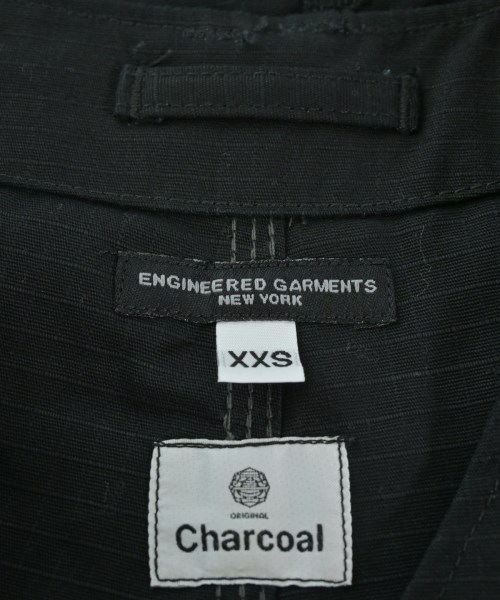 ENGINEERED GARMENTS
NEW YORK
XXS
ORIGINAL
Charcoal